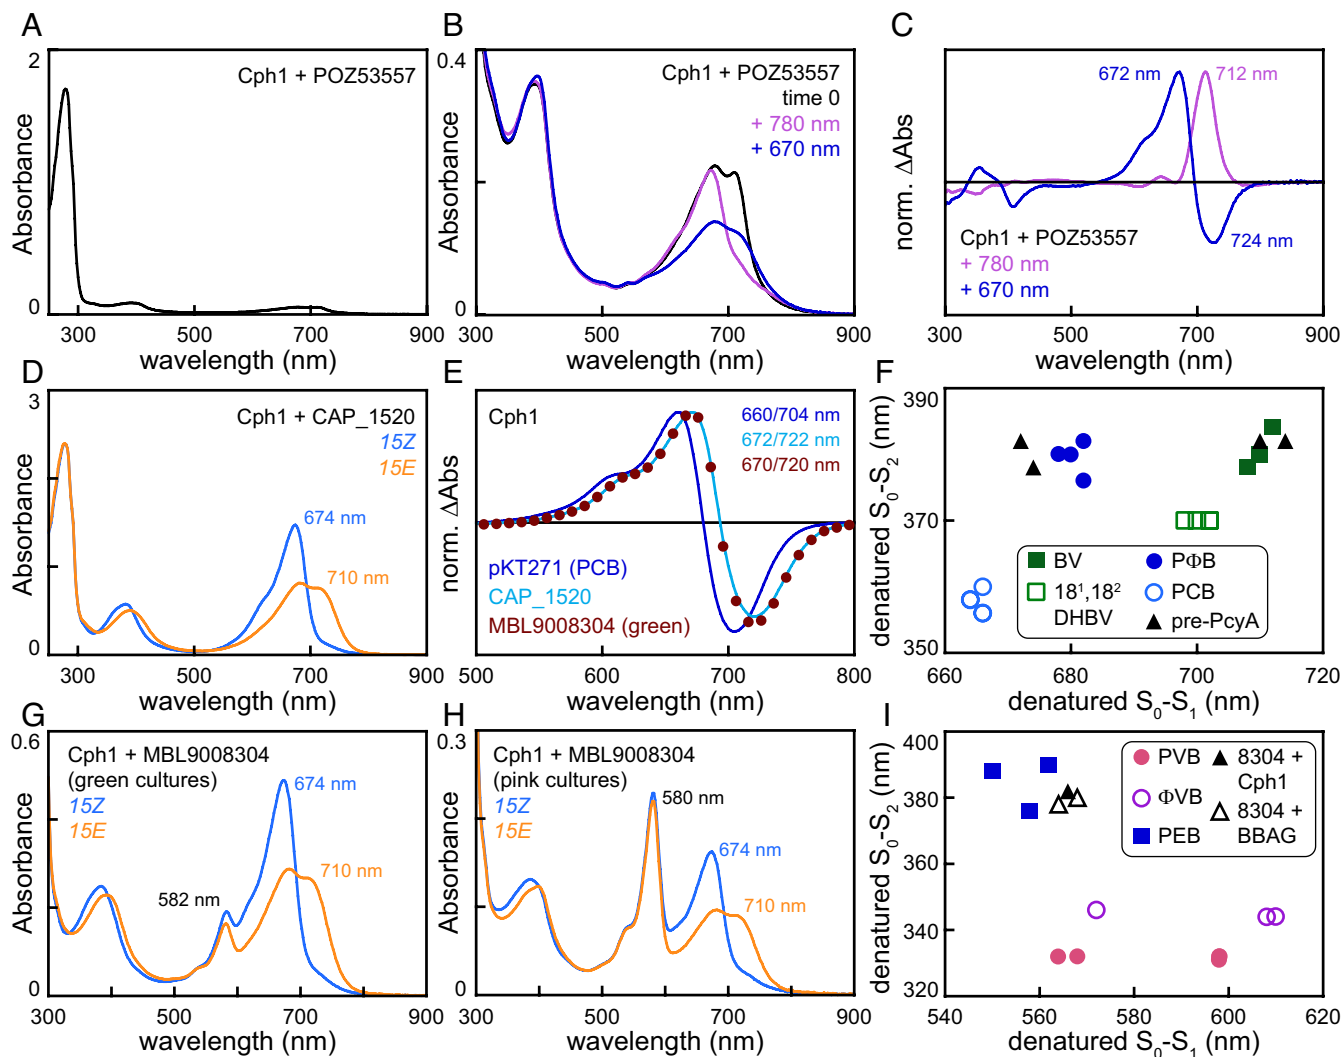 A
2
Cph1 + POZ53557
Absorbance
0
300 500 700 900
wavelength (nm)
B
0.4
Cph1 + POZ53557
time 0
+ 780 nm
+ 670 nm
Absorbance
0
300 500 700 900
wavelength (nm)
C
672 nm
712 nm
norm. ΔAbs
724 nm
Cph1 + POZ53557
+ 780 nm
+ 670 nm
300 500 700 900
wavelength (nm)
D
3
Cph1 + CAP_1520
15Z
15E
674 nm
710 nm
Absorbance
0
300 500 700 900
wavelength (nm)
E
Cph1
660/704 nm
672/722 nm
670/720 nm
norm. ΔAbs
pKT271 (PCB)
CAP_1520
MBL9008304 (green)
500 600 700 800
wavelength (nm)
F
390
370
350
denatured S0-S2 (nm)
BV
18¹,18² DHBV
PΦB
PCB
pre-PcyA
660 680 700 720
denatured S0-S1 (nm)
G
0.6
Cph1 + MBL9008304
(green cultures)
15Z
15E
674 nm
710 nm
582 nm
Absorbance
0
300 500 700 900
wavelength (nm)
H
0.3
Cph1 + MBL9008304
(pink cultures)
15Z
15E
580 nm
674 nm
710 nm
Absorbance
0
300 500 700 900
wavelength (nm)
I
400
380
360
340
320
denatured S0-S2 (nm)
PVB
ΦVB
PEB
8304 + Cph1
8304 + BBAG
540 560 580 600 620
denatured S0-S1 (nm)